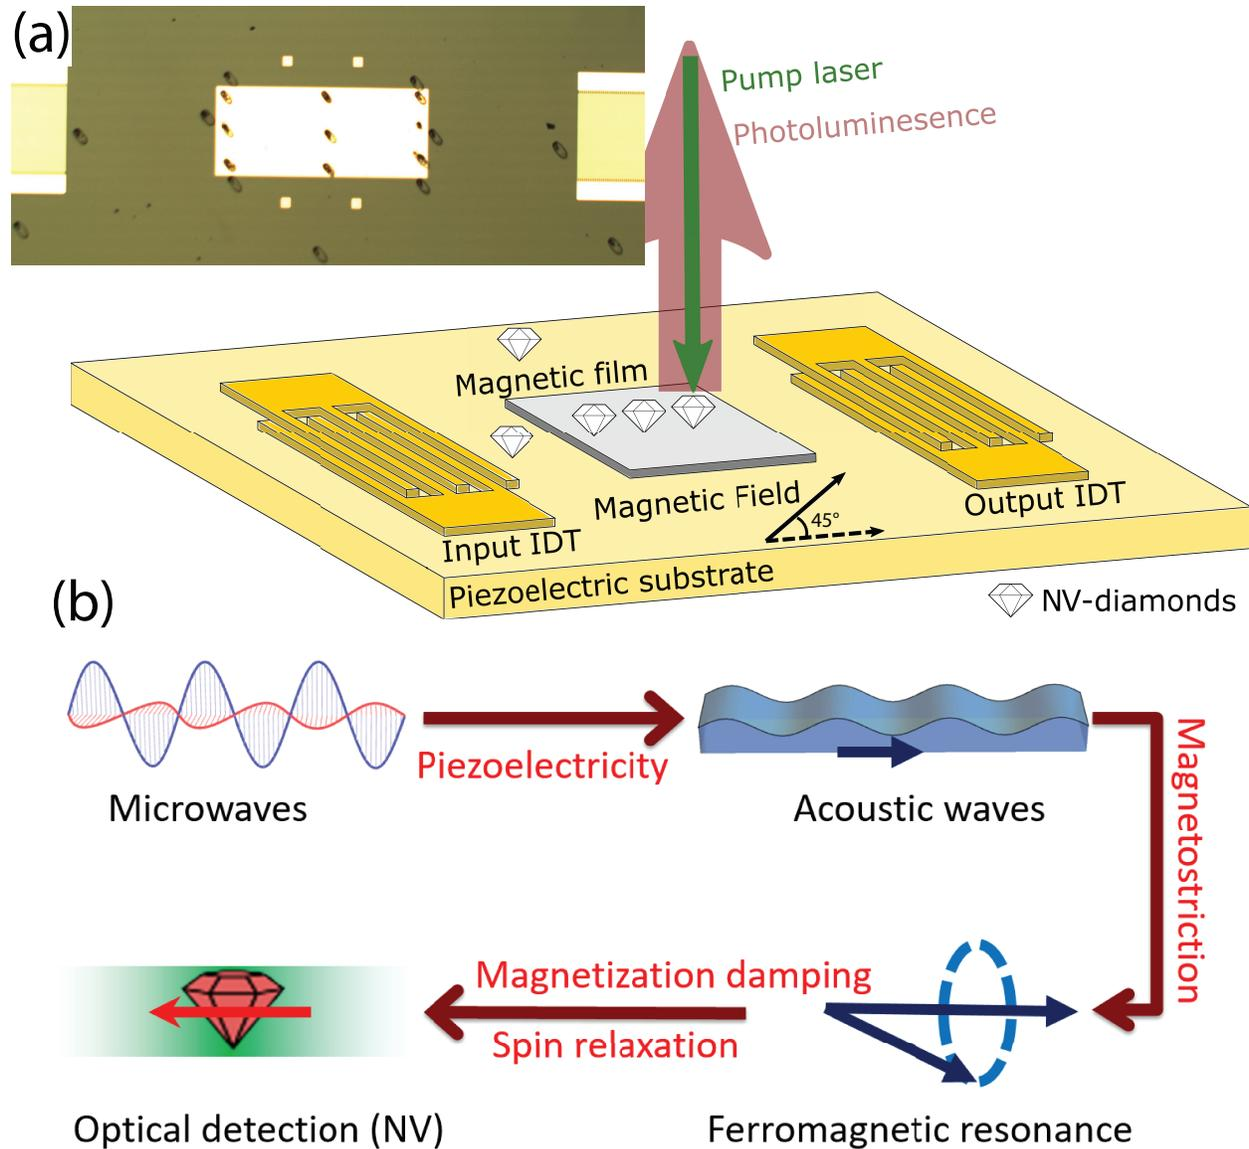 (a)
Pump laser
Photoluminesence
Magnetic film
Magnetic Field
45°
Output IDT
Input IDT
Piezoelectric substrate
NV-diamonds
(b)
Piezoelectricity
Microwaves
Acoustic waves
Magnetostriction
Magnetization damping
Spin relaxation
Optical detection (NV)
Ferromagnetic resonance